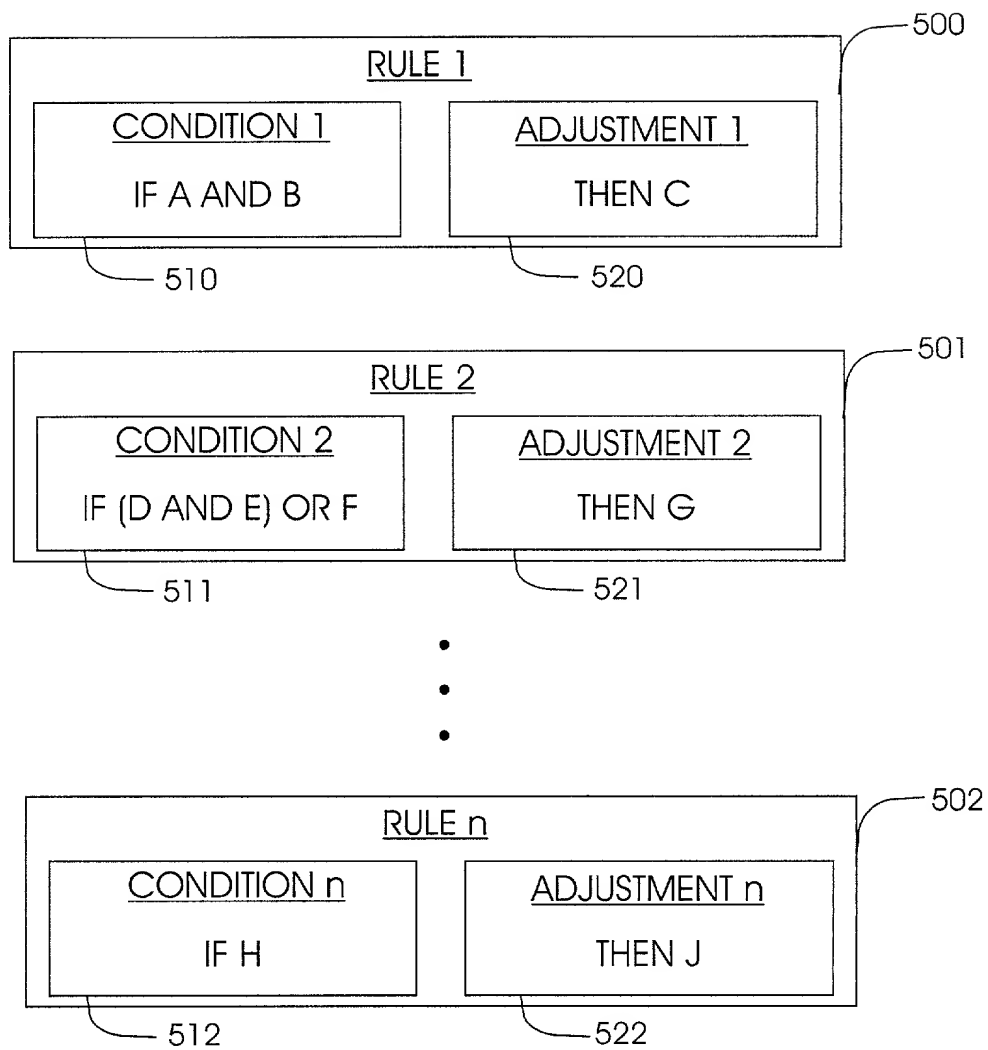 500
RULE 1
CONDITION 1
IF A AND B
ADJUSTMENT 1
THEN C
510
520
501
RULE 2
CONDITION 2
IF (D AND E) OR F
ADJUSTMENT 2
THEN G
511
521
502
RULE n
CONDITION n
IF H
ADJUSTMENT n
THEN J
512
522